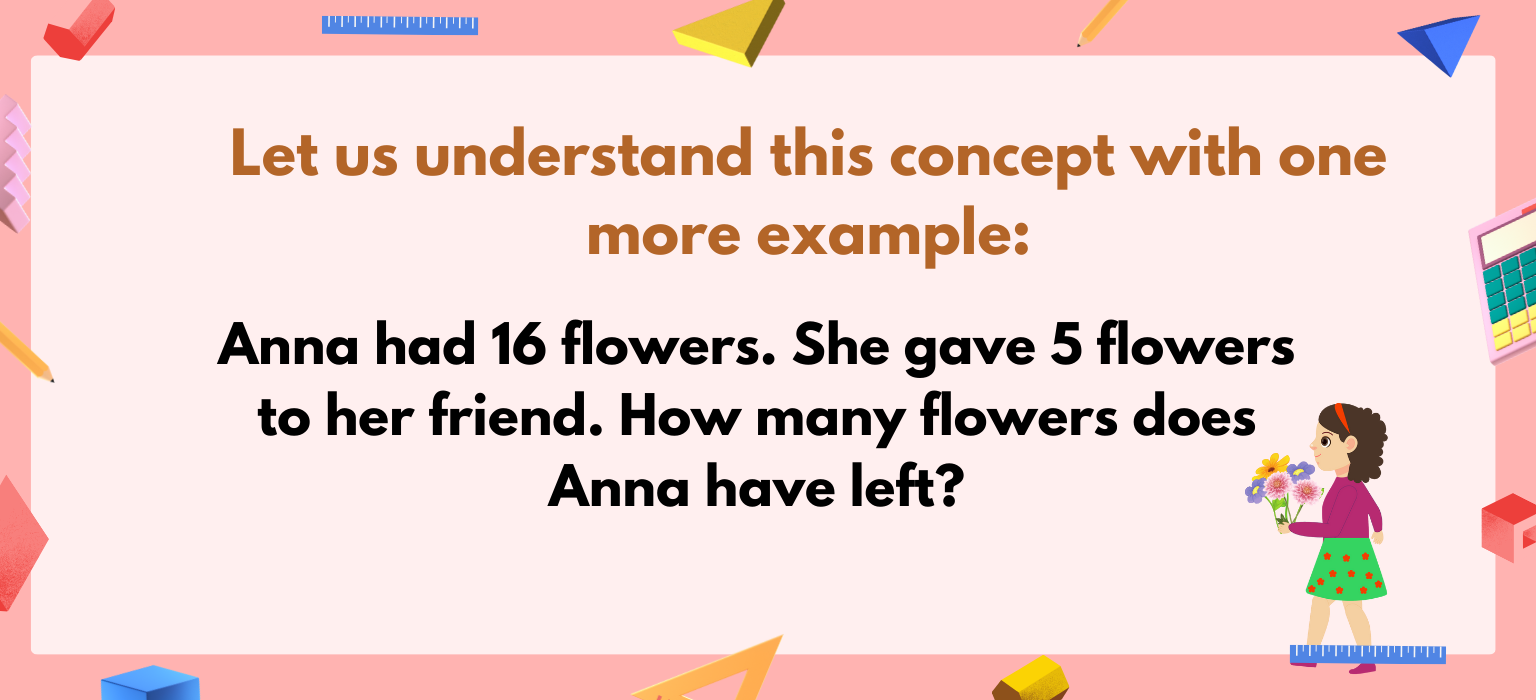 Let us understand this concept with one
more example:
Anna had 16 flowers. She gave 5 flowers
to her friend. How many flowers does
Anna have left?